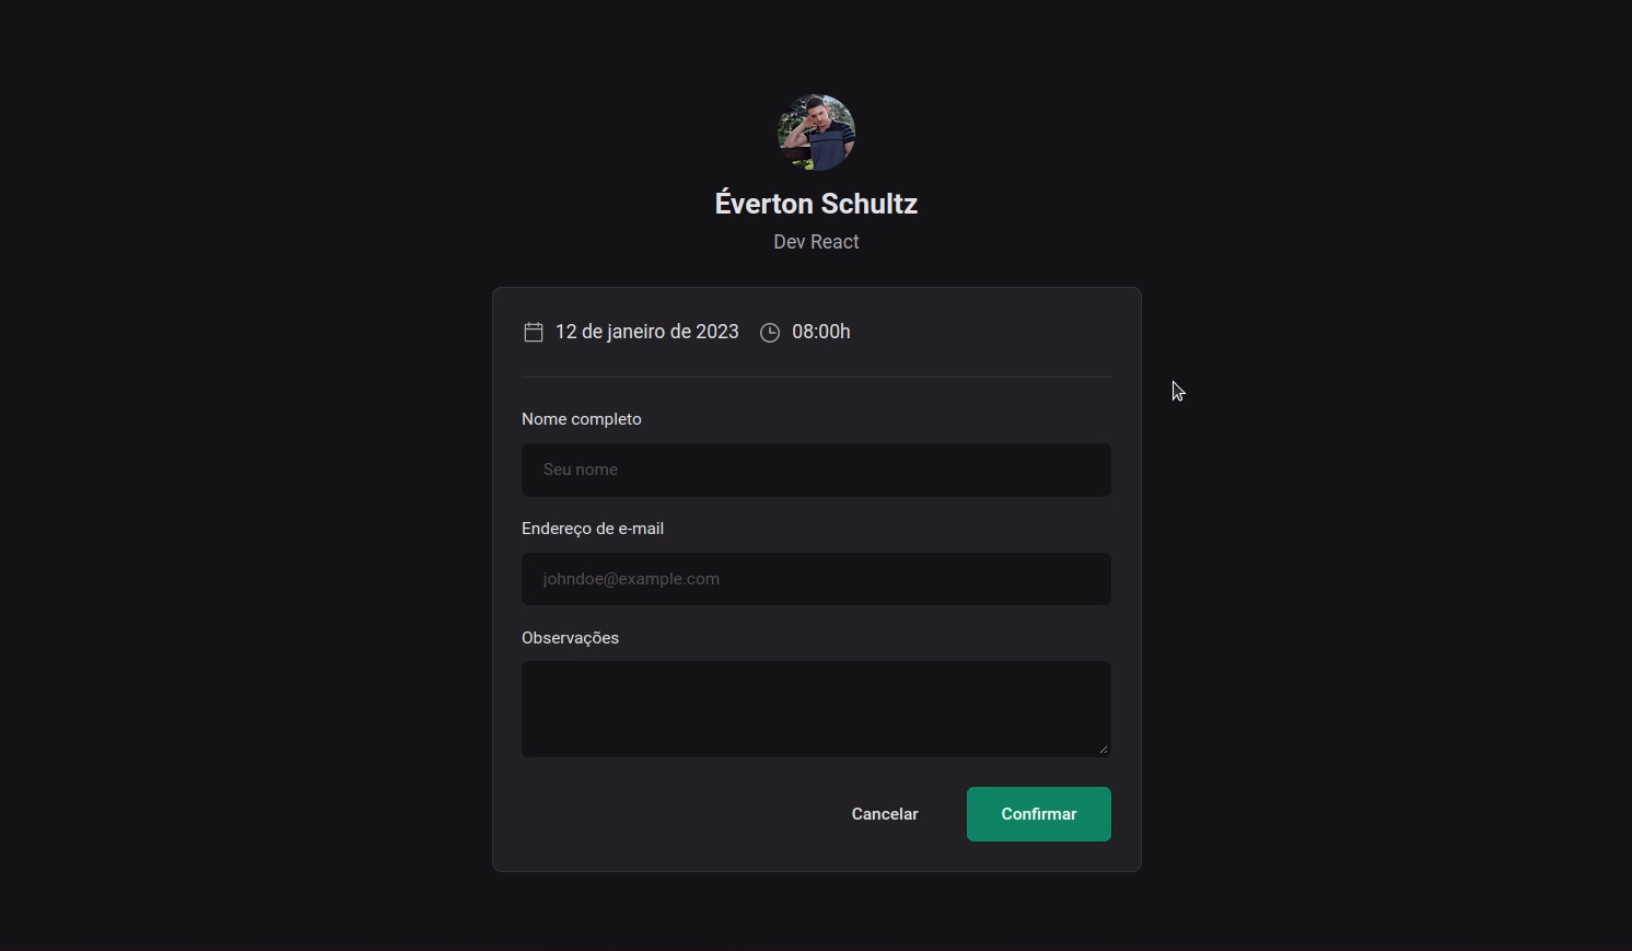 Éverton Schultz
Dev React
12 de janeiro de 2023 08:00h
Nome completo
Seu nome
Endereço de e-mail
johndoe@example.com
Observações
Cancelar Confirmar